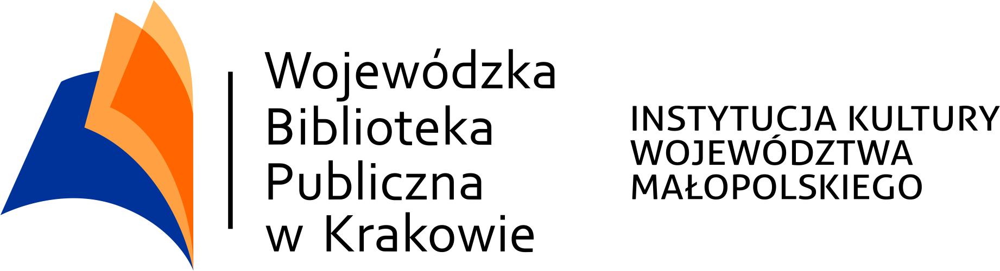 Wojewódzka
Biblioteka
Publiczna
w Krakowie
INSTYTUCJA KULTURY
WOJEWÓDZTWA
MAŁOPOLSKIEGO